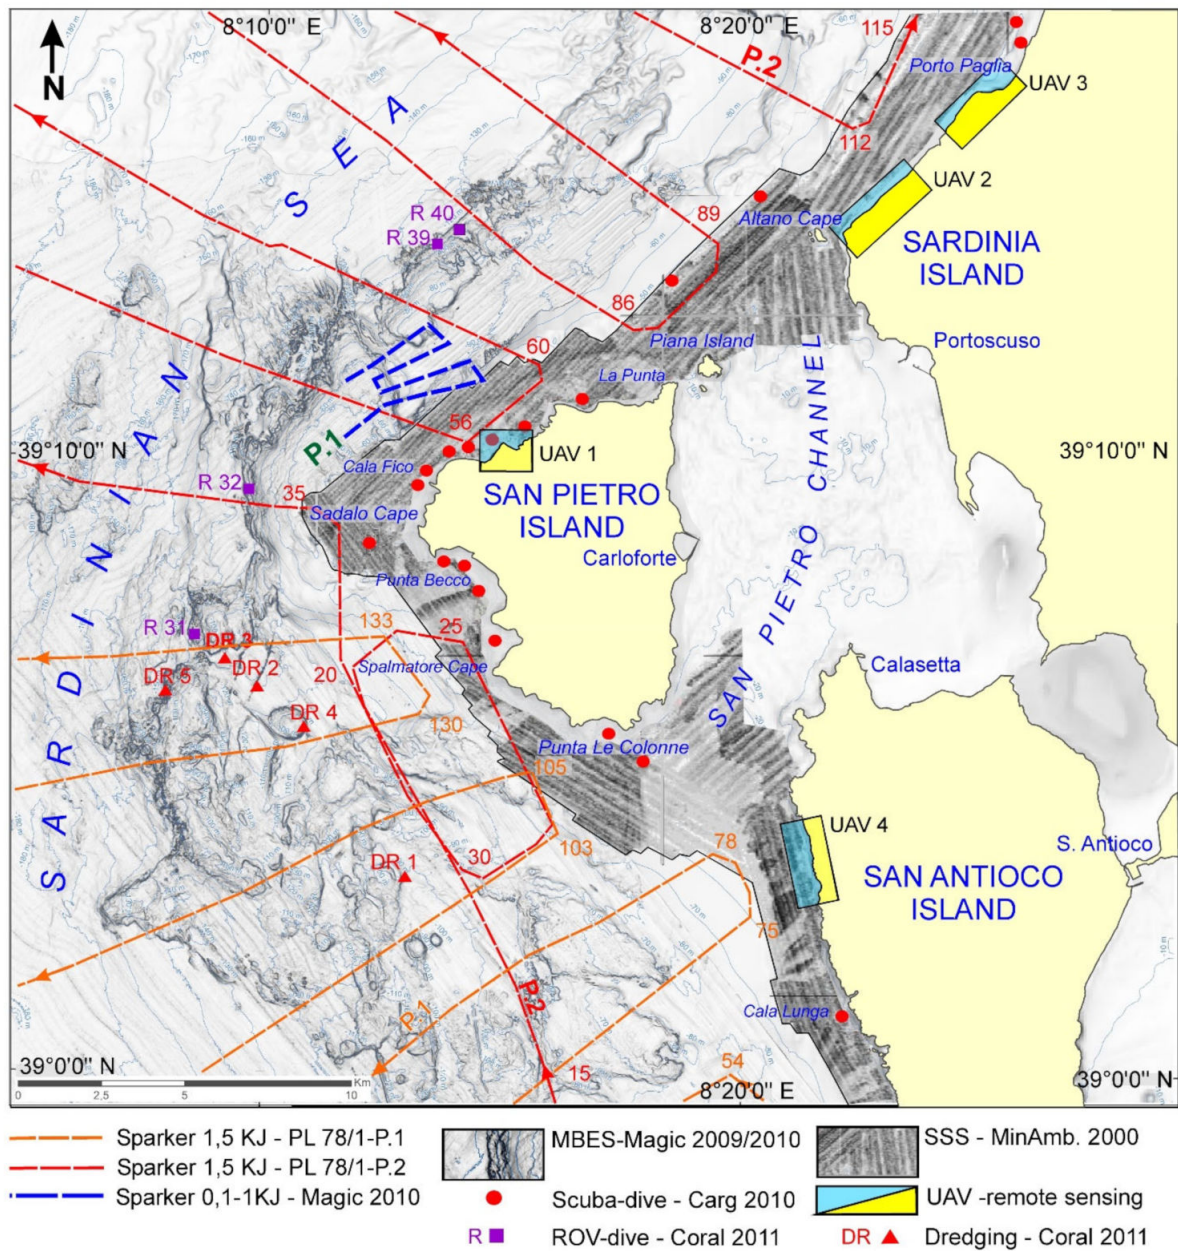 8°10'0'' E
8°20'0'' E
115
P.2
Porto Paglia
UAV 3
N
112
S E A
UAV 2
R 40
R 39
89
Altano Cape
SARDINIA
ISLAND
86
Piana Island
Portoscuso
60
La Punta
SAN PIETRO CHANNEL
56
P.1
39°10'0'' N
39°10'0'' N
UAV 1
Cala Fico
R 32
35
SAN PIETRO
ISLAND
Sadalo Cape
Carloforte
Punta Becco
SARDINIAN
R 31
133
25
DR 3
DR 2
Spalmatore Cape
20
DR 5
Calasetta
DR 4
130
Punta Le Colonne
105
UAV 4
103
78
DR 1
30
S. Antioco
SAN ANTIOCO
ISLAND
75
P.2
P.1
Cala Lunga
39°0'0'' N
15
54
39°0'0'' N
8°20'0'' E
Km
0
2,5
5
10
Sparker 1,5 KJ - PL 78/1-P.1
MBES-Magic 2009/2010
SSS - MinAmb. 2000
Sparker 1,5 KJ - PL 78/1-P.2
Sparker 0,1-1KJ - Magic 2010
Scuba-dive - Carg 2010
UAV -remote sensing
R
ROV-dive - Coral 2011
DR
Dredging - Coral 2011